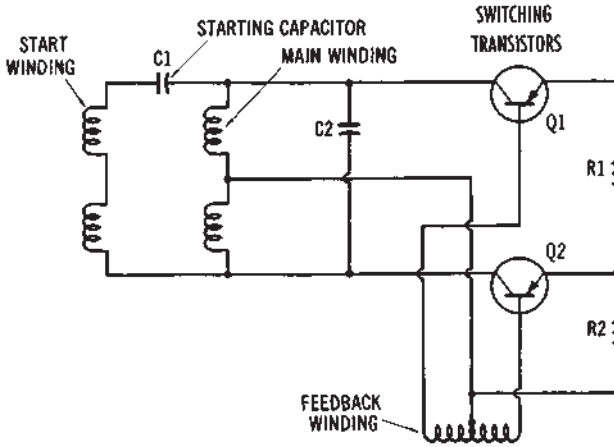 SWITCHING
TRANSISTORS
STARTING CAPACITOR
START
WINDING
C1
MAIN WINDING
C2
Q1
R1
Q2
R2
FEEDBACK
WINDING